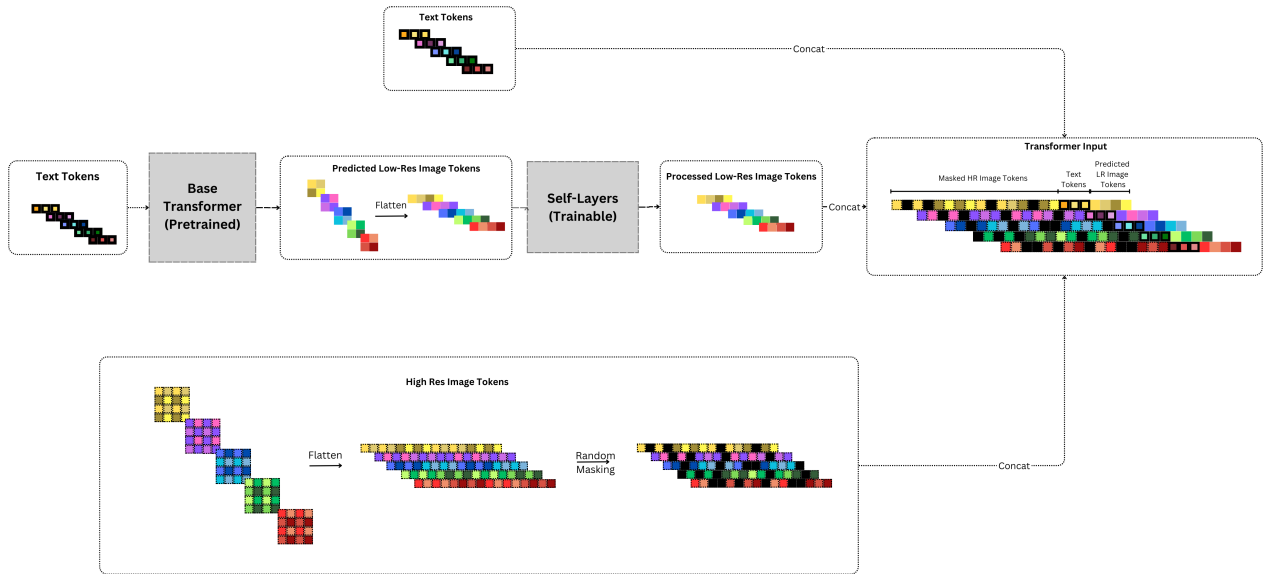 Text Tokens
Concat
Text Tokens
Base
Transformer
(Pretrained)
Predicted Low-Res Image Tokens
Flatten
Self-Layers
(Trainable)
Processed Low-Res Image Tokens
Concat
Transformer Input
Masked HR Image Tokens
Text
Tokens
Predicted
LR Image
Tokens
High Res Image Tokens
Flatten
Random
Masking
Concat